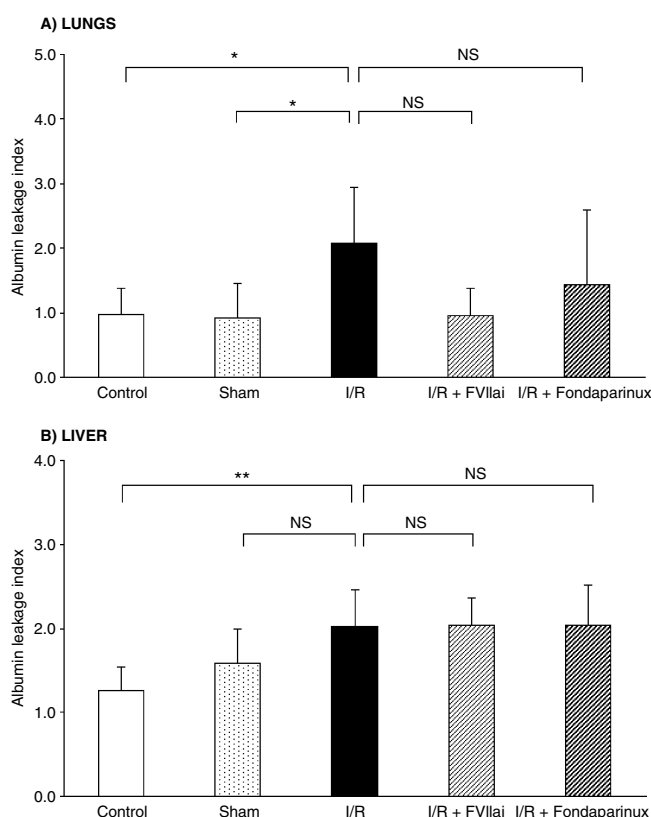 A) LUNGS
5.0
4.0
3.0
2.0
1.0
0.0
Albumin leakage index
* NS
* NS
Control Sham I/R I/R + FVIIai I/R + Fondaparinux
B) LIVER
4.0
3.0
2.0
1.0
0.0
Albumin leakage index
** NS
NS NS
Control Sham I/R I/R + FVIIai I/R + Fondaparinux